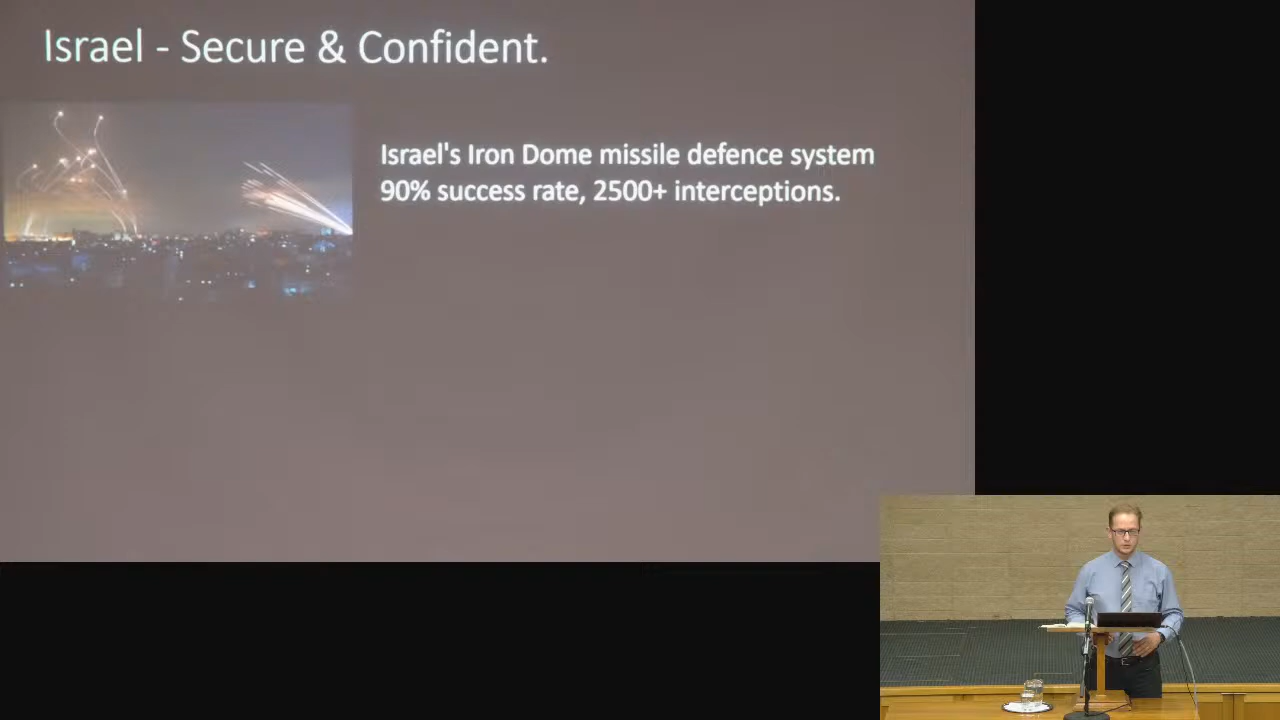 Israel - Secure & Confident.
Israel's Iron Dome missile defence system
90% success rate, 2500+ interceptions.